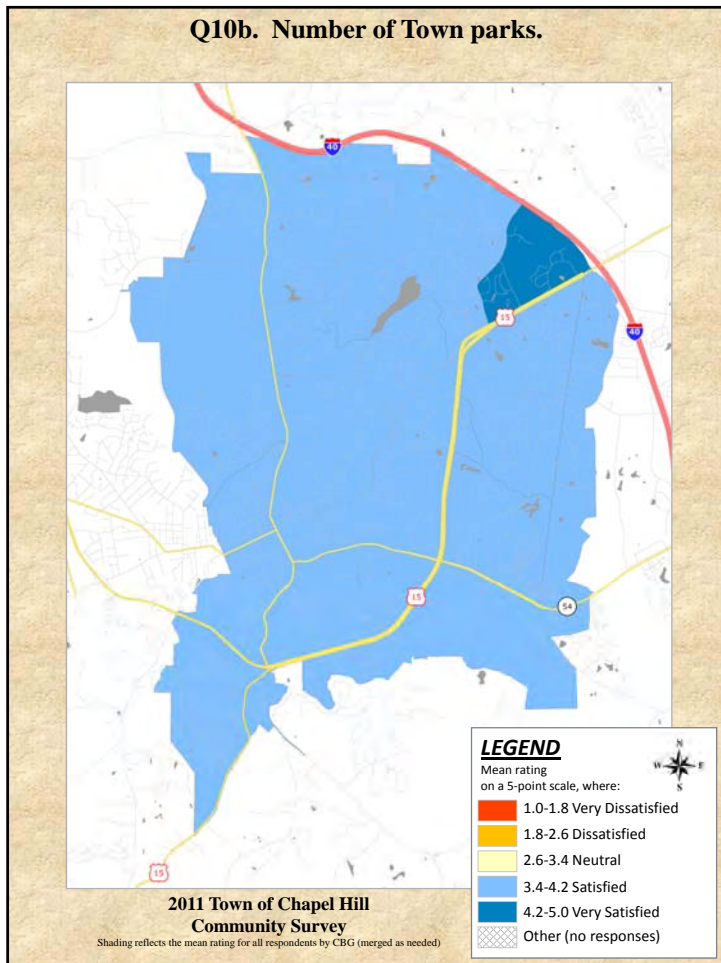 Q10b. Number of Town parks.
40
15
40
15
54
15
LEGEND
Mean rating
on a 5-point scale, where:
N
W E
S
1.0-1.8 Very Dissatisfied
1.8-2.6 Dissatisfied
2.6-3.4 Neutral
3.4-4.2 Satisfied
4.2-5.0 Very Satisfied
Other (no responses)
2011 Town of Chapel Hill
Community Survey
Shading reflects the mean rating for all respondents by CBG (merged as needed)